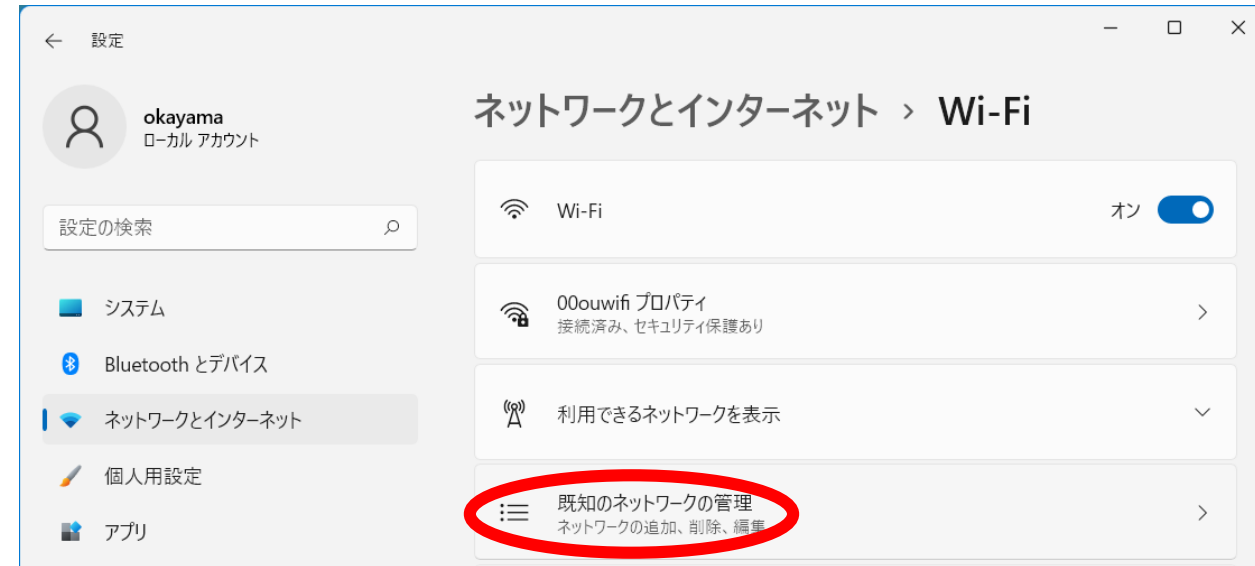 設定
okayama
ローカル アカウント
設定の検索
システム
Bluetooth とデバイス
ネットワークとインターネット
個人用設定
アプリ
ネットワークとインターネット › Wi-Fi
Wi-Fi
オン
00ouwifi プロパティ
接続済み、セキュリティ保護あり
利用できるネットワークを表示
既知のネットワークの管理
ネットワークの追加、削除、編集